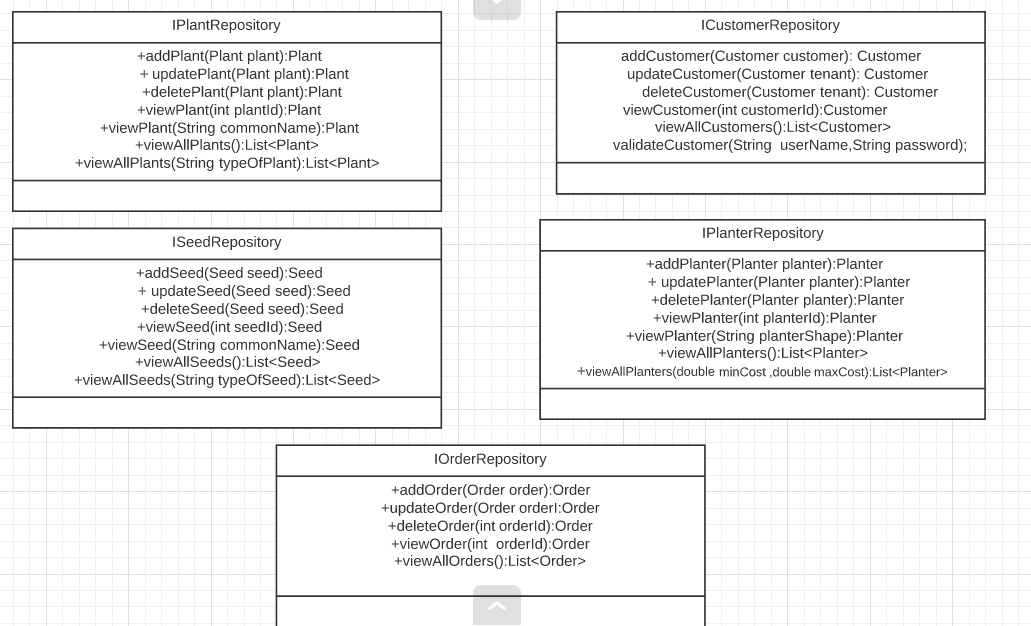 IPlantRepository
+addPlant(Plant plant):Plant
+ updatePlant(Plant plant):Plant
+deletePlant(Plant plant):Plant
+viewPlant(int plantId):Plant
+viewPlant(String commonName):Plant
+viewAllPlants():List<Plant>
+viewAllPlants(String typeOfPlant):List<Plant>
ICustomerRepository
addCustomer(Customer customer): Customer
updateCustomer(Customer tenant): Customer
deleteCustomer(Customer tenant): Customer
viewCustomer(int customerId):Customer
viewAllCustomers():List<Customer>
validateCustomer(String  userName,String password);
ISeedRepository
+addSeed(Seed seed):Seed
+ updateSeed(Seed seed):Seed
+deleteSeed(Seed seed):Seed
+viewSeed(int seedId):Seed
+viewSeed(String commonName):Seed
+viewAllSeeds():List<Seed>
+viewAllSeeds(String typeOfSeed):List<Seed>
IPlanterRepository
+addPlanter(Planter planter):Planter
+ updatePlanter(Planter planter):Planter
+deletePlanter(Planter planter):Planter
+viewPlanter(int planterId):Planter
+viewPlanter(String planterShape):Planter
+viewAllPlanters():List<Planter>
+viewAllPlanters(double minCost ,double maxCost):List<Planter>
IOrderRepository
+addOrder(Order order):Order
+updateOrder(Order orderI:Order
+deleteOrder(int orderId):Order
+viewOrder(int  orderId):Order
+viewAllOrders():List<Order>